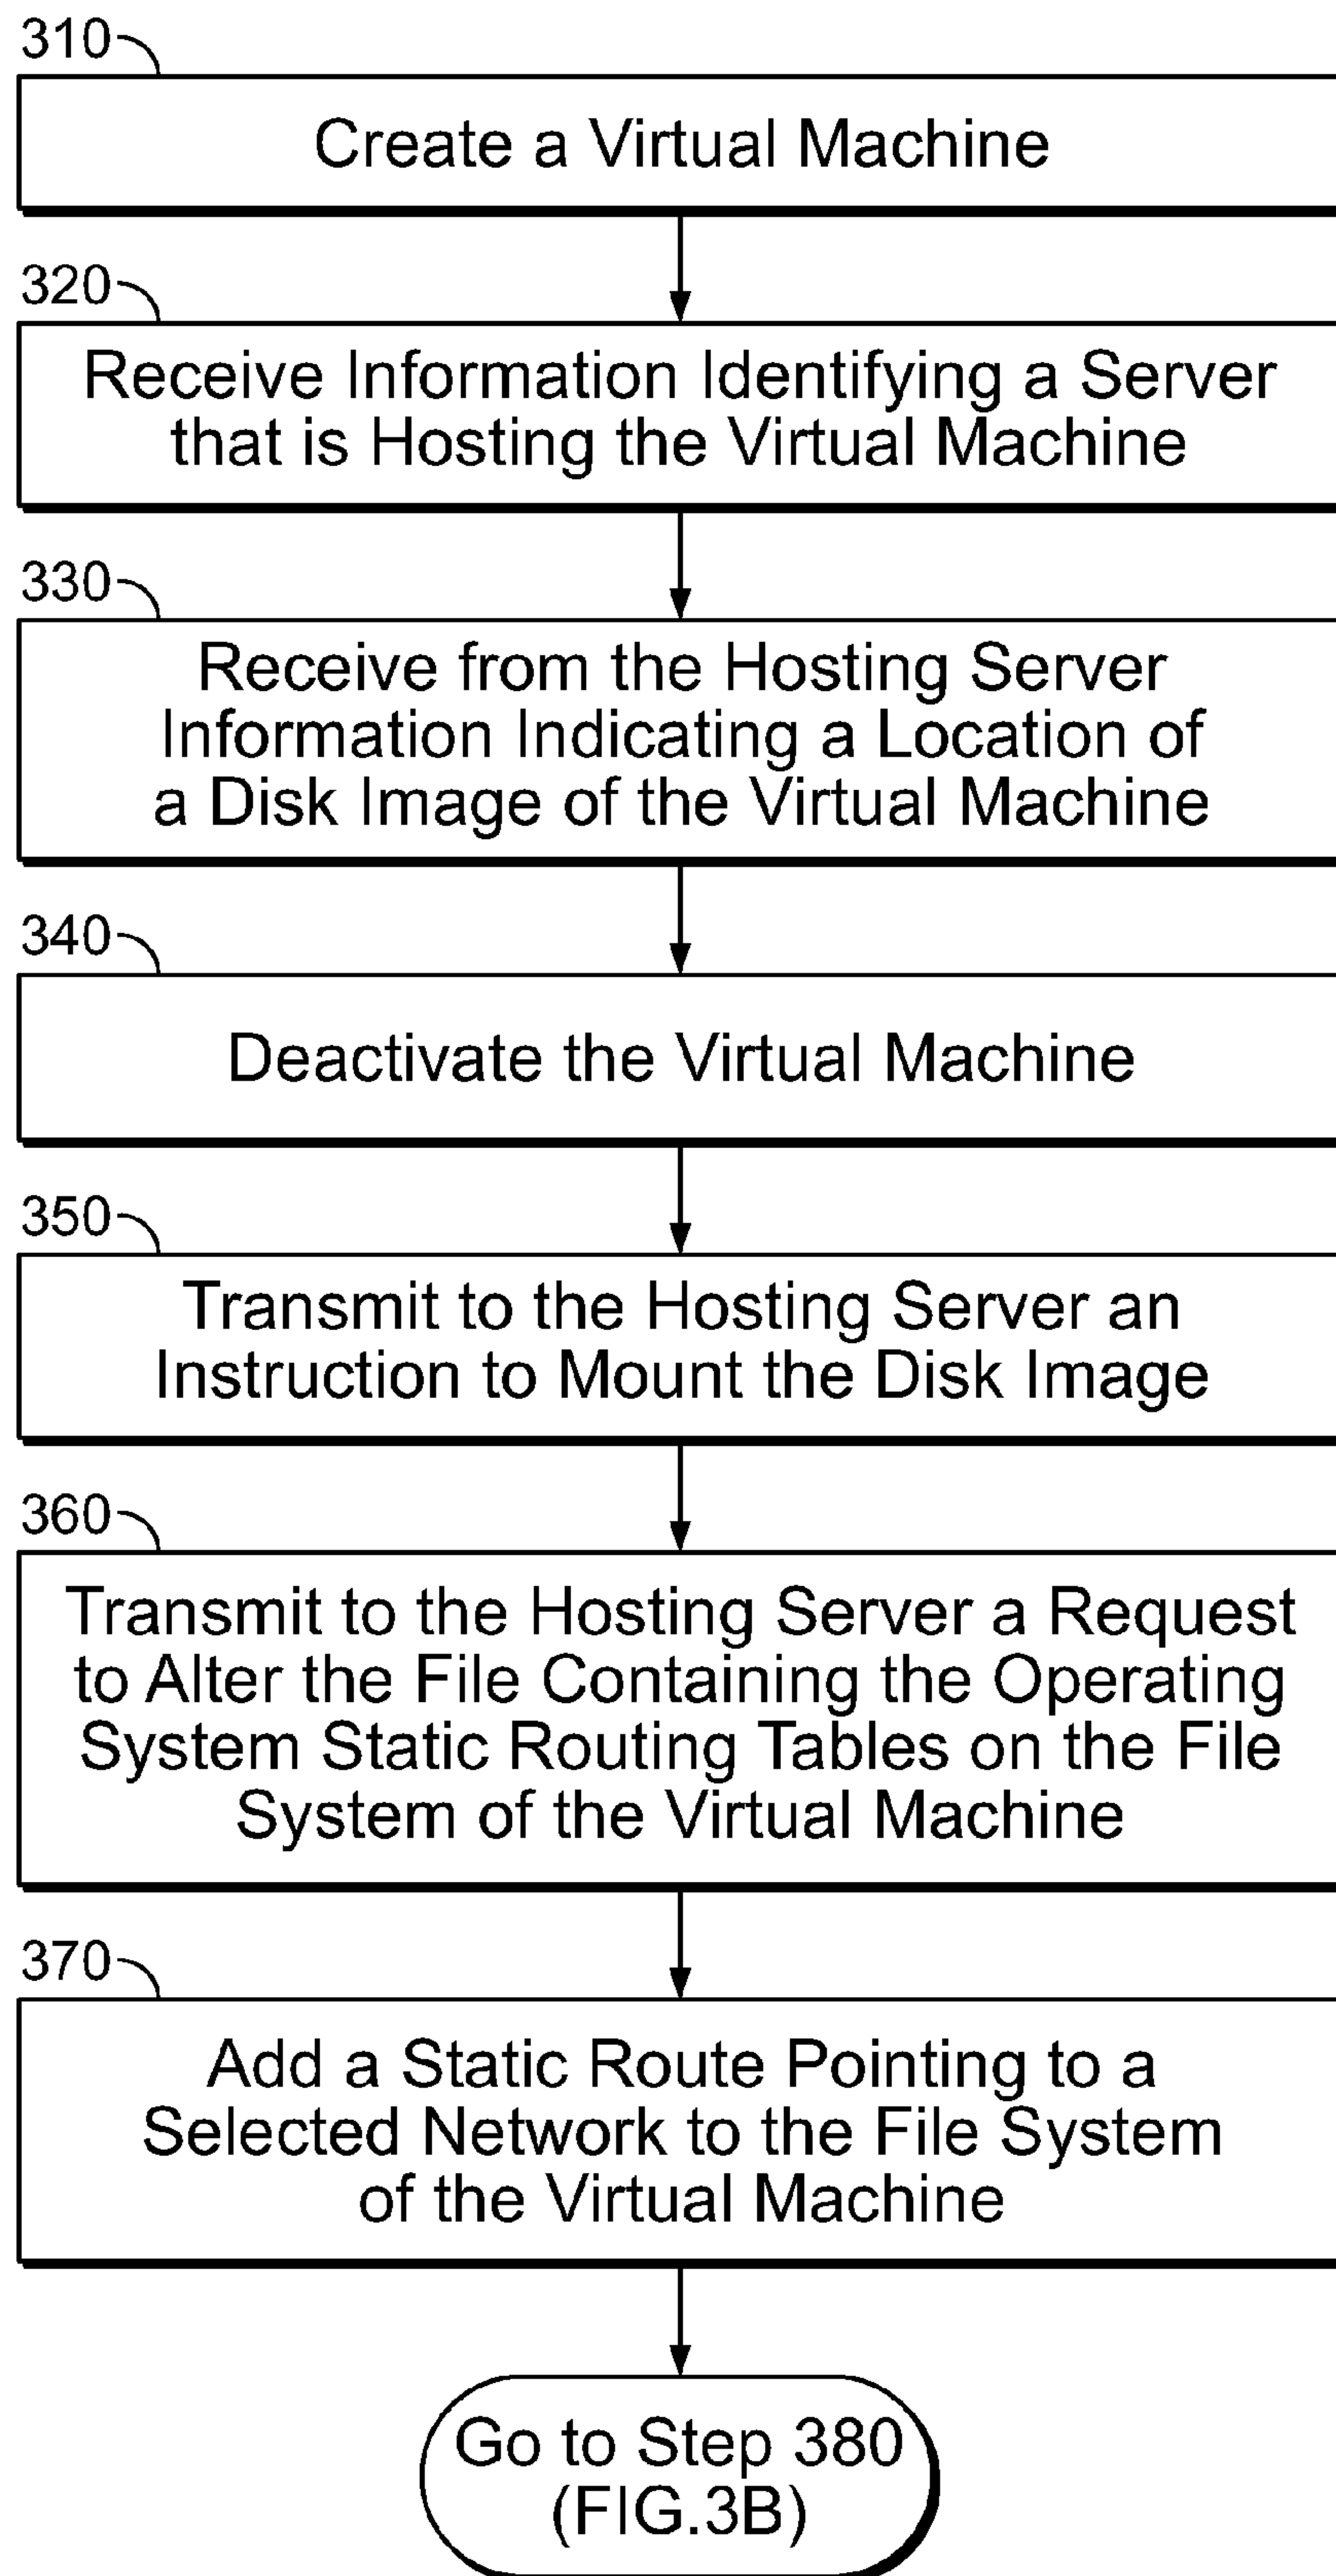 310
Create a Virtual Machine
320
Receive Information Identifying a Server
that is Hosting the Virtual Machine
330
Receive from the Hosting Server
Information Indicating a Location of
a Disk Image of the Virtual Machine
340
Deactivate the Virtual Machine
350
Transmit to the Hosting Server an
Instruction to Mount the Disk Image
360
Transmit to the Hosting Server a Request
to Alter the File Containing the Operating
System Static Routing Tables on the File
System of the Virtual Machine
370
Add a Static Route Pointing to a
Selected Network to the File System
of the Virtual Machine
Go to Step 380
(FIG.3B)